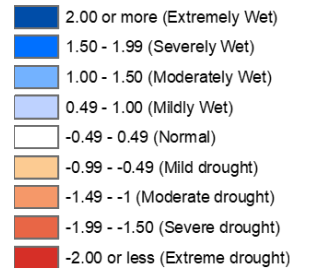 2.00 or more (Extremely Wet)
1.50 - 1.99 (Severely Wet)
1.00 - 1.50 (Moderately Wet)
0.49 - 1.00 (Mildly Wet)
-0.49 - 0.49 (Normal)
-0.99 - -0.49 (Mild drought)
-1.49 - -1 (Moderate drought)
-1.99 - -1.50 (Severe drought)
-2.00 or less (Extreme drought)